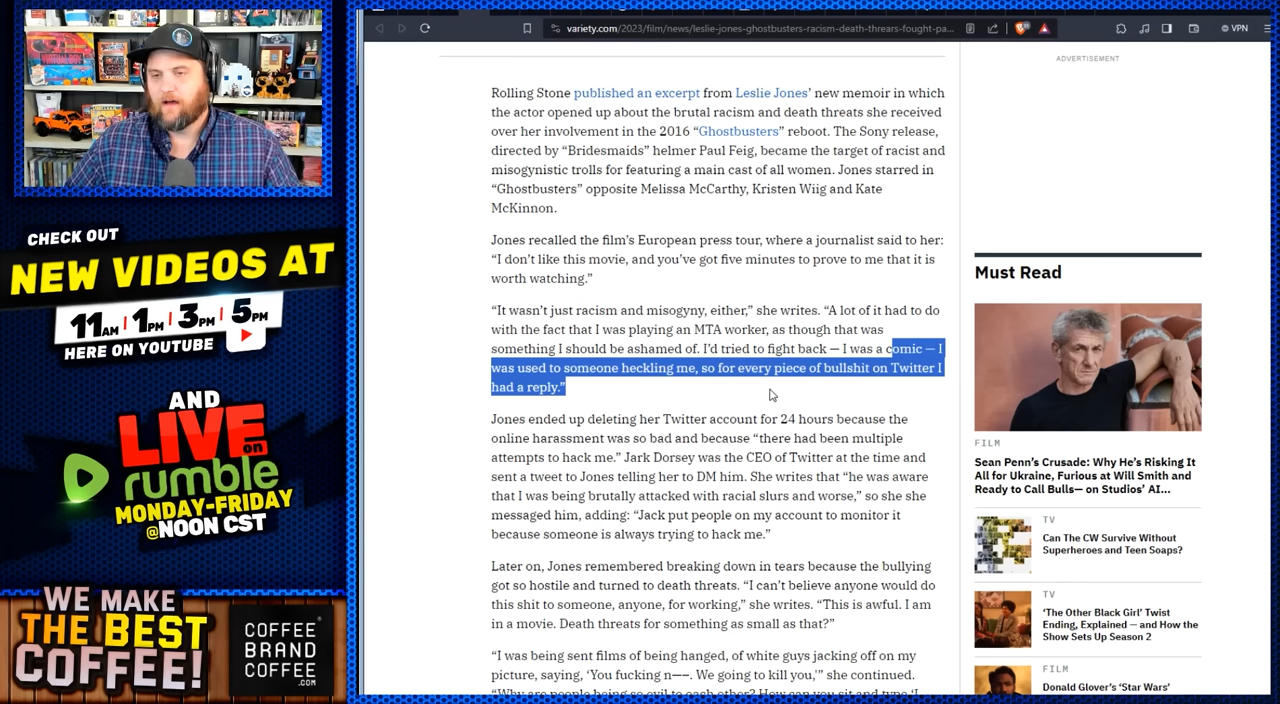 CHECK OUT
NEW VIDEOS AT
11AM | 1PM | 3PM | 5PM
HERE ON YOUTUBE
AND
LIVE on
rumble
MONDAY-FRIDAY
@NOON CST
WE MAKE
THE BEST
COFFEE!
COFFEE
BRAND
COFFEE
.COM
variety.com/2023/film/news/leslie-jones-ghostbusters-racism-death-threars-fought-pa...
VPN
Rolling Stone published an excerpt from Leslie Jones’ new memoir in which
the actor opened up about the brutal racism and death threats she received
over her involvement in the 2016 “Ghostbusters” reboot. The Sony release,
directed by “Bridesmaids” helmer Paul Feig, became the target of racist and
misogynistic trolls for featuring a main cast of all women. Jones starred in
“Ghostbusters” opposite Melissa McCarthy, Kristen Wiig and Kate
McKinnon.
Jones recalled the film’s European press tour, where a journalist said to her:
“I don’t like this movie, and you’ve got five minutes to prove to me that it is
worth watching.”
“It wasn’t just racism and misogyny, either,” she writes. “A lot of it had to do
with the fact that I was playing an MTA worker, as though that was
something I should be ashamed of. I’d tried to fight back — I was a comic — I
was used to someone heckling me, so for every piece of bullshit on Twitter I
had a reply.”
Jones ended up deleting her Twitter account for 24 hours because the
online harassment was so bad and because “there had been multiple
attempts to hack me.” Jark Dorsey was the CEO of Twitter at the time and
sent a tweet to Jones telling her to DM him. She writes that “he was aware
that I was being brutally attacked with racial slurs and worse,” so she she
messaged him, adding: “Jack put people on my account to monitor it
because someone is always trying to hack me.”
Later on, Jones remembered breaking down in tears because the bullying
got so hostile and turned to death threats. “I can’t believe anyone would do
this shit to someone, anyone, for working,” she writes. “This is awful. I am
in a movie. Death threats for something as small as that?”
“I was being sent films of being hanged, of white guys jacking off on my
picture, saying, ‘You fucking n—–. We going to kill you,’” she continued.
“Why are people being so evil to each other? How can you sit and type ‘I
ADVERTISEMENT
Must Read
FILM
Sean Penn’s Crusade: Why He’s Risking It
All for Ukraine, Furious at Will Smith and
Ready to Call Bulls— on Studios’ AI...
TV
Can The CW Survive Without
Superheroes and Teen Soaps?
TV
‘The Other Black Girl’ Twist
Ending, Explained — and How the
Show Sets Up Season 2
FILM
Donald Glover’s ‘Star Wars’